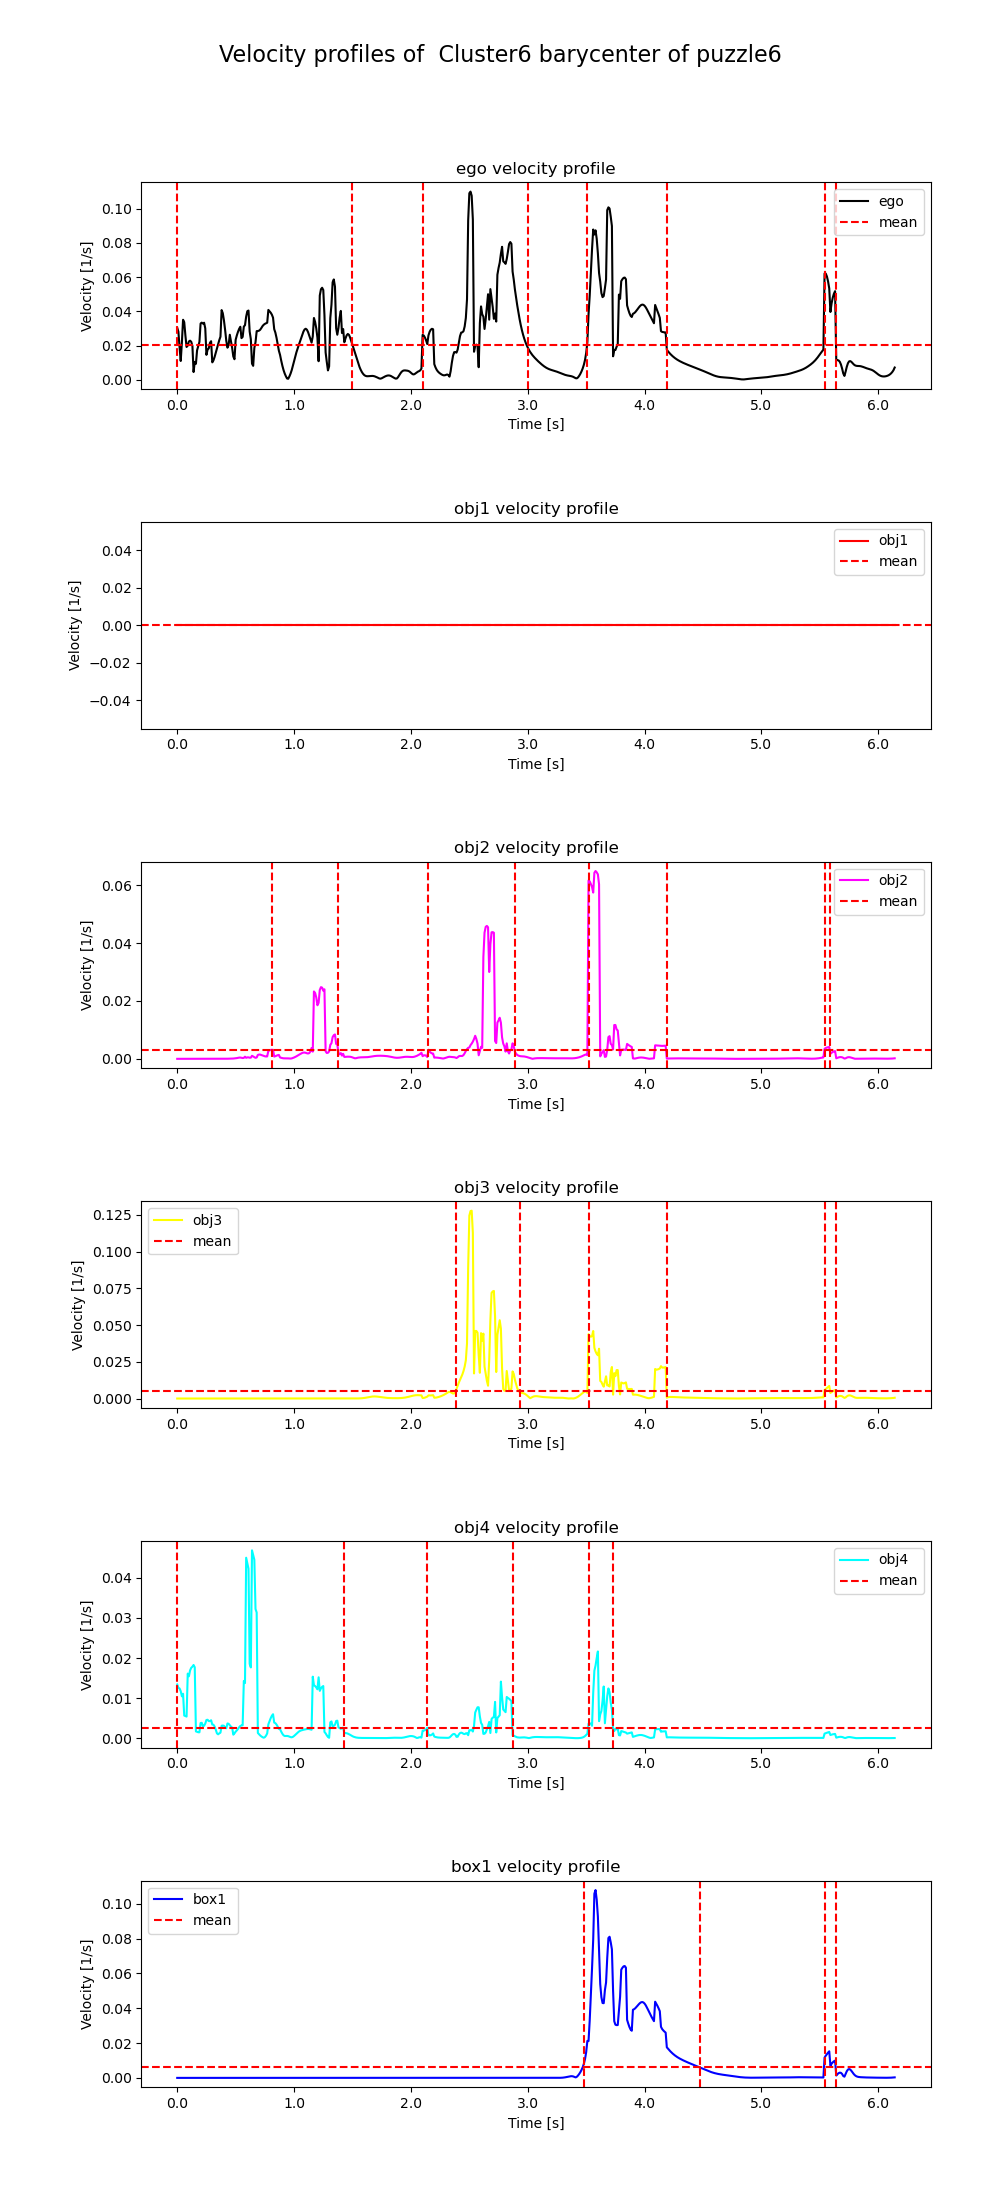 Velocity profiles of  Cluster6 barycenter of puzzle6
ego velocity profile
Velocity [1/s]
0.10
0.08
0.06
0.04
0.02
0.00
ego
mean
0.0 1.0 2.0 3.0 4.0 5.0 6.0
Time [s]
obj1 velocity profile
Velocity [1/s]
0.04
0.02
0.00
−0.02
−0.04
obj1
mean
0.0 1.0 2.0 3.0 4.0 5.0 6.0
Time [s]
obj2 velocity profile
Velocity [1/s]
0.06
0.04
0.02
0.00
obj2
mean
0.0 1.0 2.0 3.0 4.0 5.0 6.0
Time [s]
obj3 velocity profile
Velocity [1/s]
0.125
0.100
0.075
0.050
0.025
0.000
obj3
mean
0.0 1.0 2.0 3.0 4.0 5.0 6.0
Time [s]
obj4 velocity profile
Velocity [1/s]
0.04
0.03
0.02
0.01
0.00
obj4
mean
0.0 1.0 2.0 3.0 4.0 5.0 6.0
Time [s]
box1 velocity profile
Velocity [1/s]
0.10
0.08
0.06
0.04
0.02
0.00
box1
mean
0.0 1.0 2.0 3.0 4.0 5.0 6.0
Time [s]